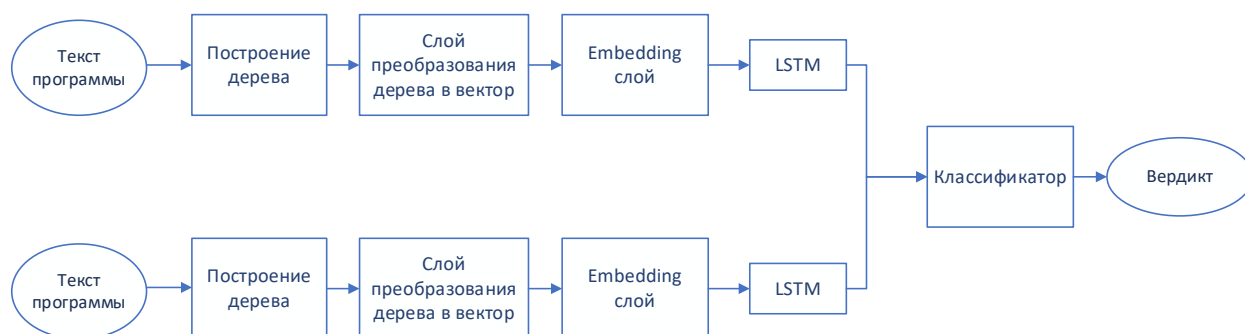 Текст
программы
Построение
дерева
Слой
преобразования
дерева в вектор
Embedding
слой
LSTM
Классификатор
Вердикт
Текст
программы
Построение
дерева
Слой
преобразования
дерева в вектор
Embedding
слой
LSTM